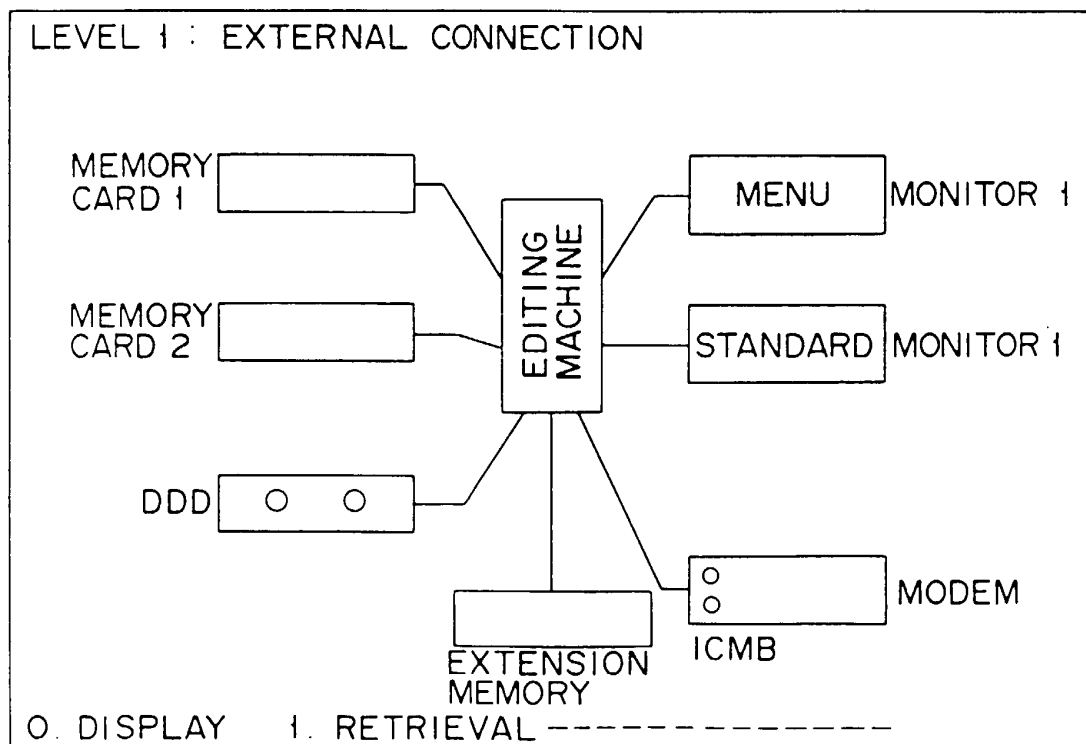 LEVEL 1 : EXTERNAL CONNECTION
MEMORY
CARD 1
MENU
MONITOR 1
EDITING
MACHINE
MEMORY
CARD 2
STANDARD
MONITOR 1
DDD
MODEM
ICMB
EXTENSION
MEMORY
0. DISPLAY 1. RETRIEVAL -------------